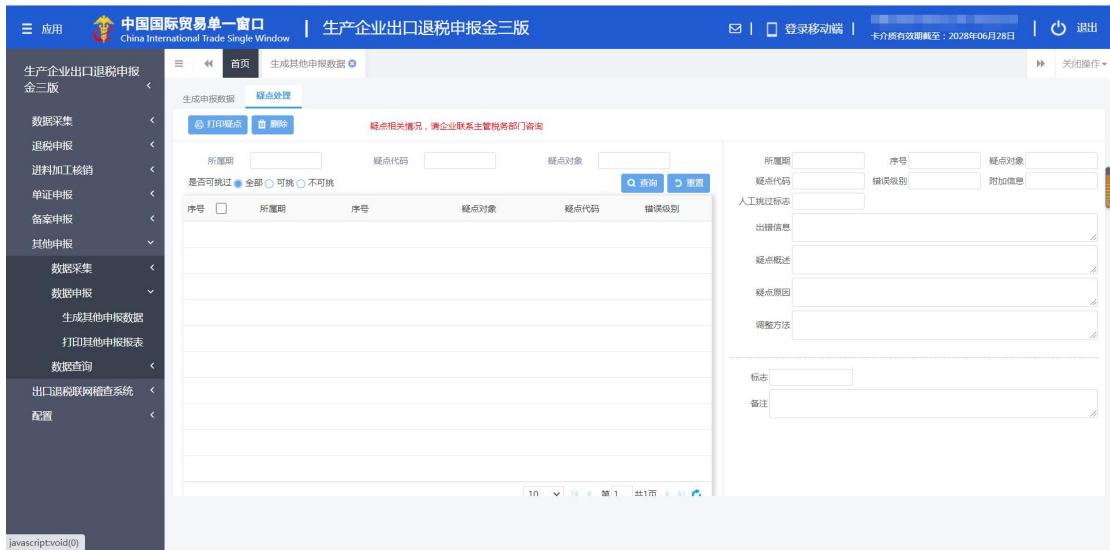 应用
中国国际贸易单一窗口
China International Trade Single Window
生产企业出口退税申报金三版
登录移动端
卡介质有效期截至：2028年06月28日
退出
生产企业出口退税申报金三版
首页
生成其他申报数据
关闭操作
数据采集
退税申报
进料加工核销
单证申报
备案申报
其他申报
数据采集
数据申报
生成其他申报数据
打印其他申报报表
数据查询
出口退税联网稽查系统
配置
生成申报数据 疑点处理
打印疑点 删除 疑点相关情况，请企业联系主管税务部门咨询
所属期 疑点代码 疑点对象
是否可挑过 全部 可挑 不可挑 查询 重置
序号 所属期 序号 疑点对象 疑点代码 错误级别
10 第 1 共1页
所属期 序号 疑点对象
疑点代码 错误级别 附加信息
人工挑过标志
出错信息
疑点概述
疑点原因
调整方法
标志
备注
javascript:void(0)